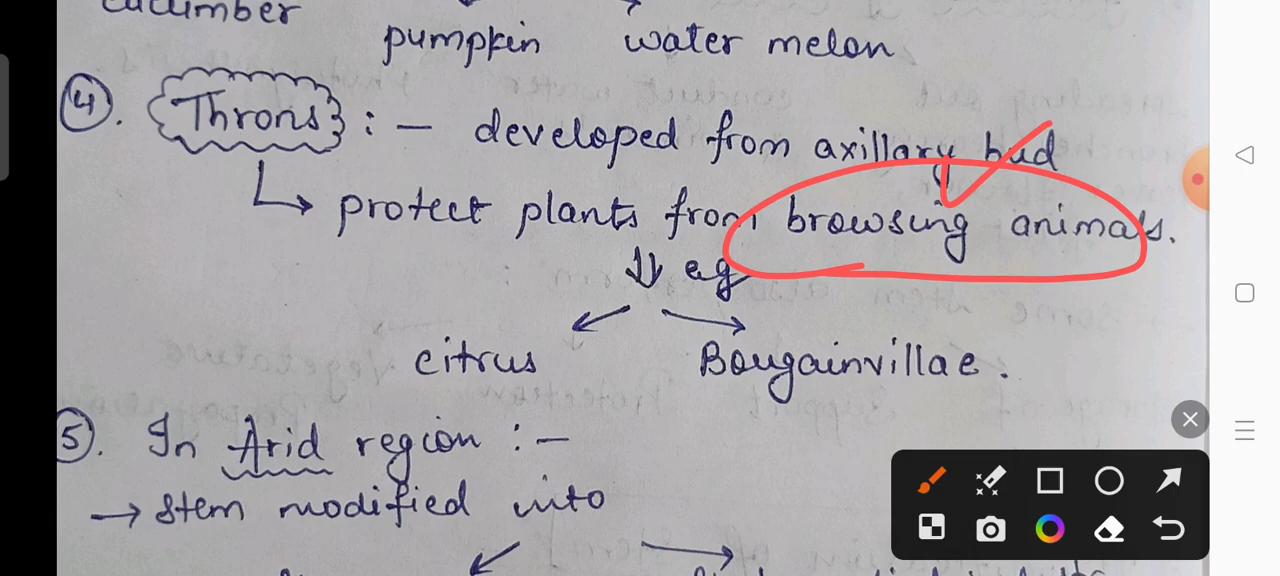 cucumber
pumpkin water melon
④. Throns :- developed from axillary bud
↳ protect plants from browsing animals.
eg
citrus Bougainvillae.
⑤. In Arid region :-
→ stem modified into